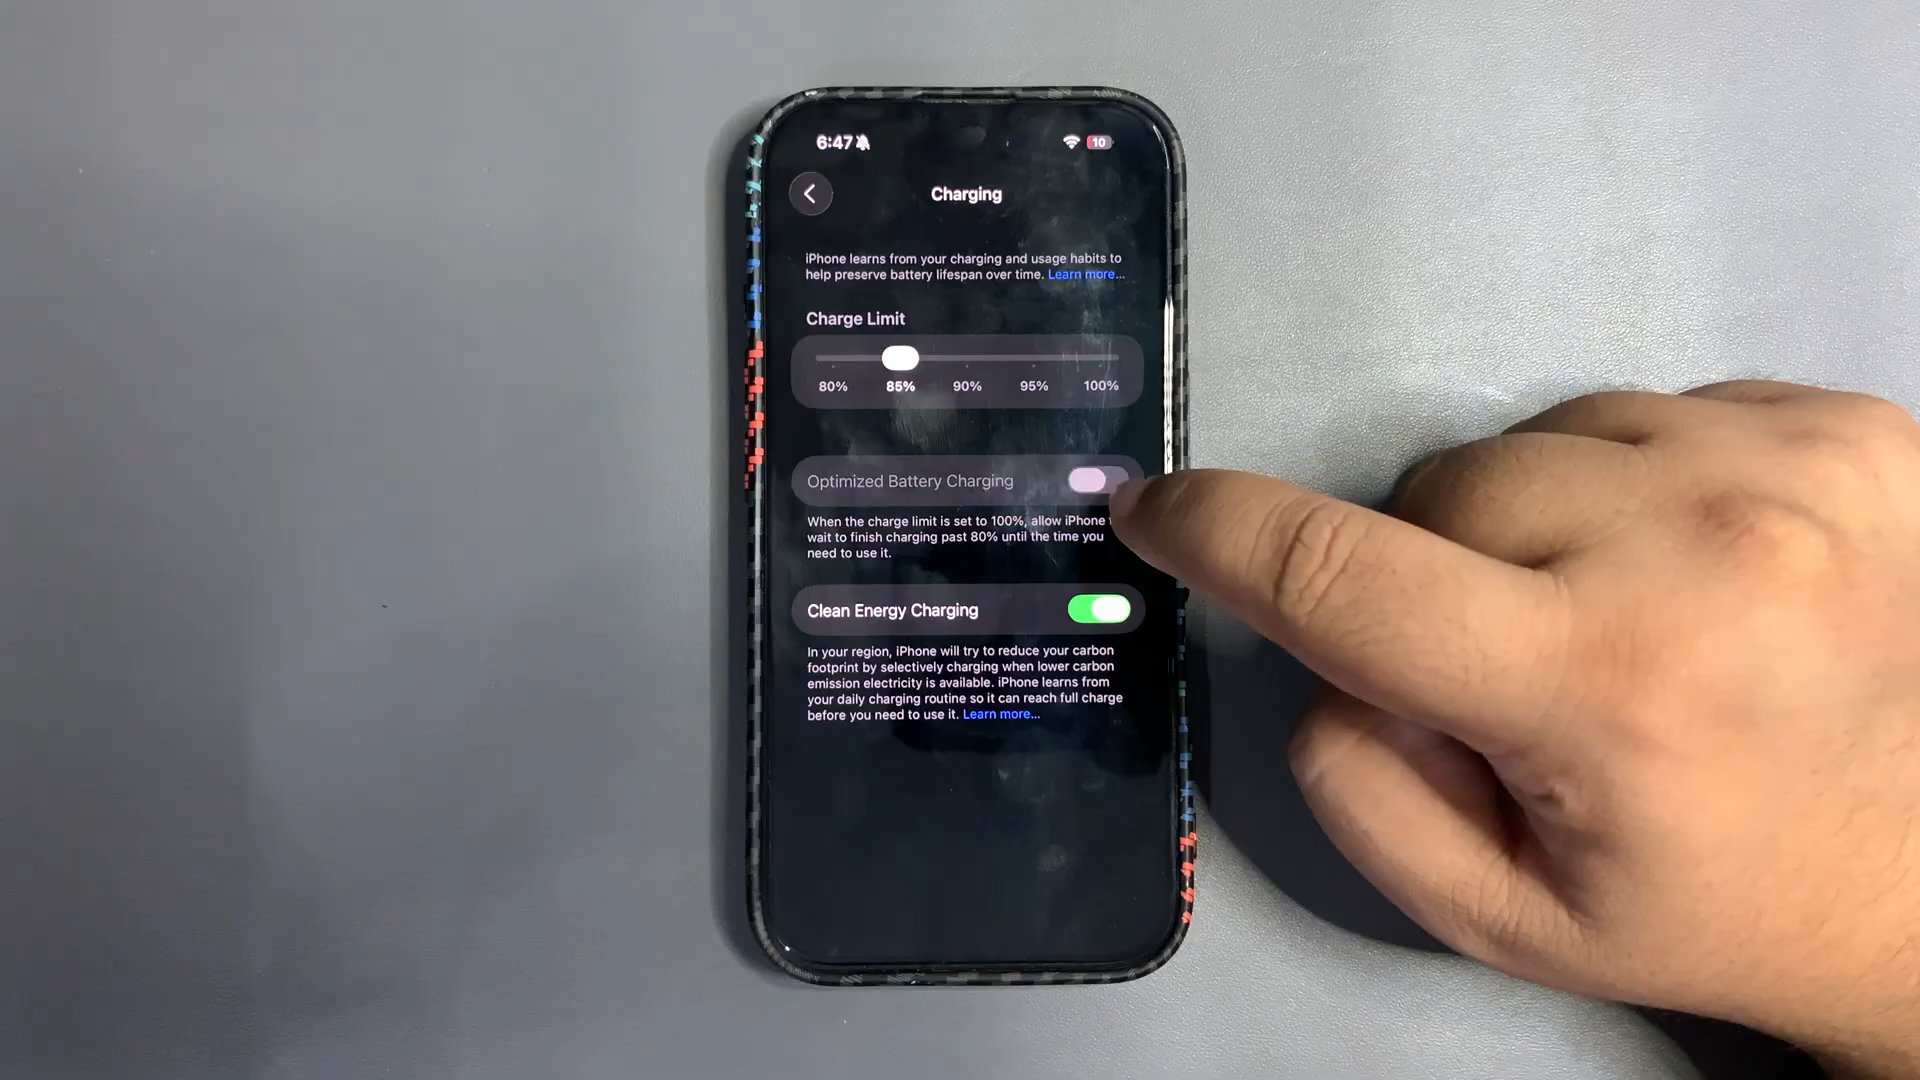 6:47
10
Charging
iPhone learns from your charging and usage habits to
help preserve battery lifespan over time. Learn more...
Charge Limit
80% 85% 90% 95% 100%
Optimized Battery Charging
When the charge limit is set to 100%, allow iPhone
wait to finish charging past 80% until the time you
need to use it.
Clean Energy Charging
In your region, iPhone will try to reduce your carbon
footprint by selectively charging when lower carbon
emission electricity is available. iPhone learns from
your daily charging routine so it can reach full charge
before you need to use it. Learn more...